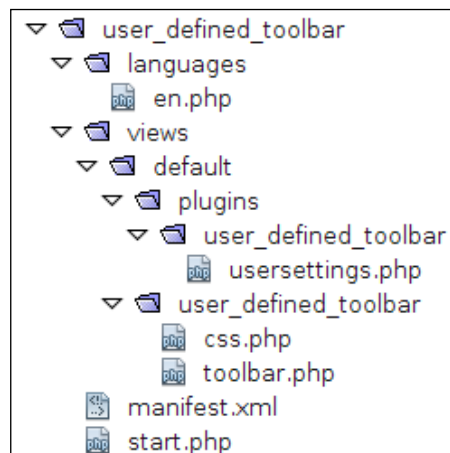 user_defined_toolbar
languages
en.php
views
default
plugins
user_defined_toolbar
usersettings.php
user_defined_toolbar
css.php
toolbar.php
manifest.xml
start.php